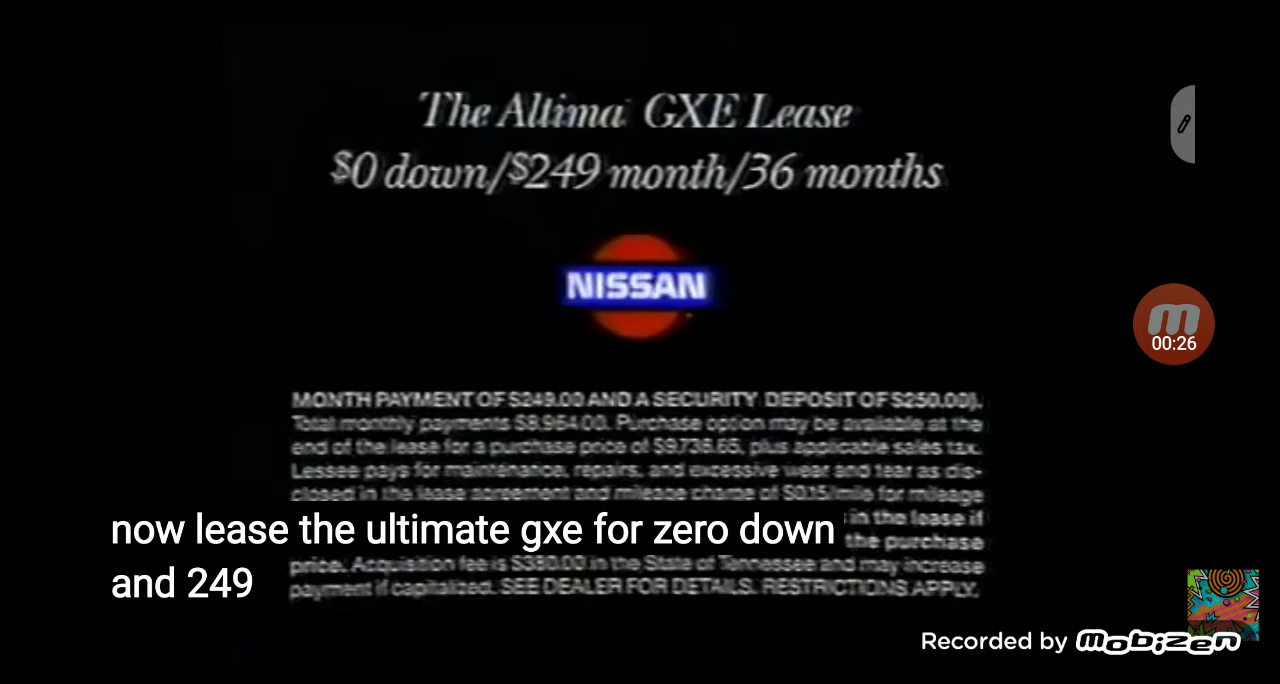 The Altima GXE Lease
$0 down/$249 month/36 months
NISSAN
00:26
MONTH PAYMENT OF $249.00 AND A SECURITY DEPOSIT OF $250.00).
Total monthly payments $8,964.00. Purchase option may be available at the
end of the lease for a purchase price of $9,738.65, plus applicable sales tax.
Lessee pays for maintenance, repairs, and excessive wear and tear as dis-
closed in the lease agreement and mileage charge of $0.15/mile for mileage
in the lease if
the purchase
price. Acquisition fee is $380.00 in the State of Tennessee and may increase
payment if capitalized. SEE DEALER FOR DETAILS. RESTRICTIONS APPLY.
now lease the ultimate gxe for zero down
and 249
Recorded by mobizen